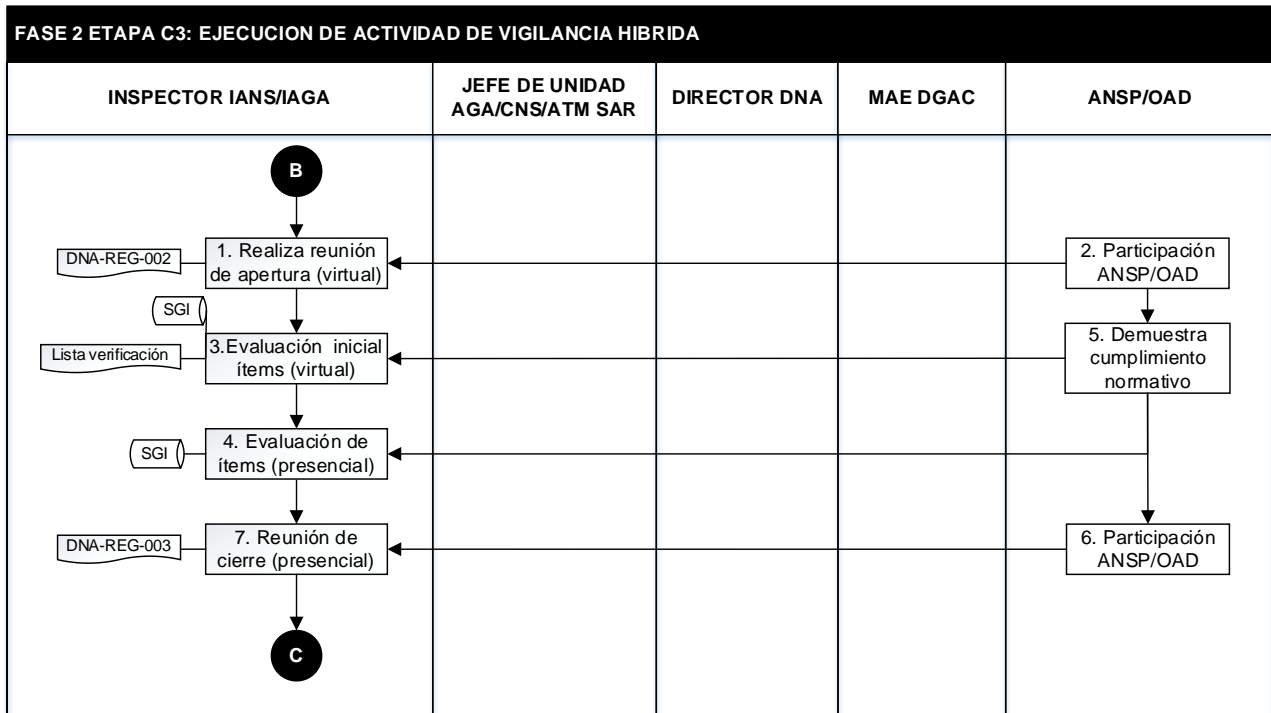 FASE 2 ETAPA C3: EJECUCION DE ACTIVIDAD DE VIGILANCIA HIBRIDA
INSPECTOR IANS/IAGA
JEFE DE UNIDAD
AGA/CNS/ATM SAR
DIRECTOR DNA
MAE DGAC
ANSP/OAD
B
DNA-REG-002
1. Realiza reunión
de apertura (virtual)
2. Participación
ANSP/OAD
SGI
Lista verificación
3.Evaluación inicial
ítems (virtual)
5. Demuestra
cumplimiento
normativo
SGI
4. Evaluación de
ítems (presencial)
DNA-REG-003
7. Reunión de
cierre (presencial)
6. Participación
ANSP/OAD
C